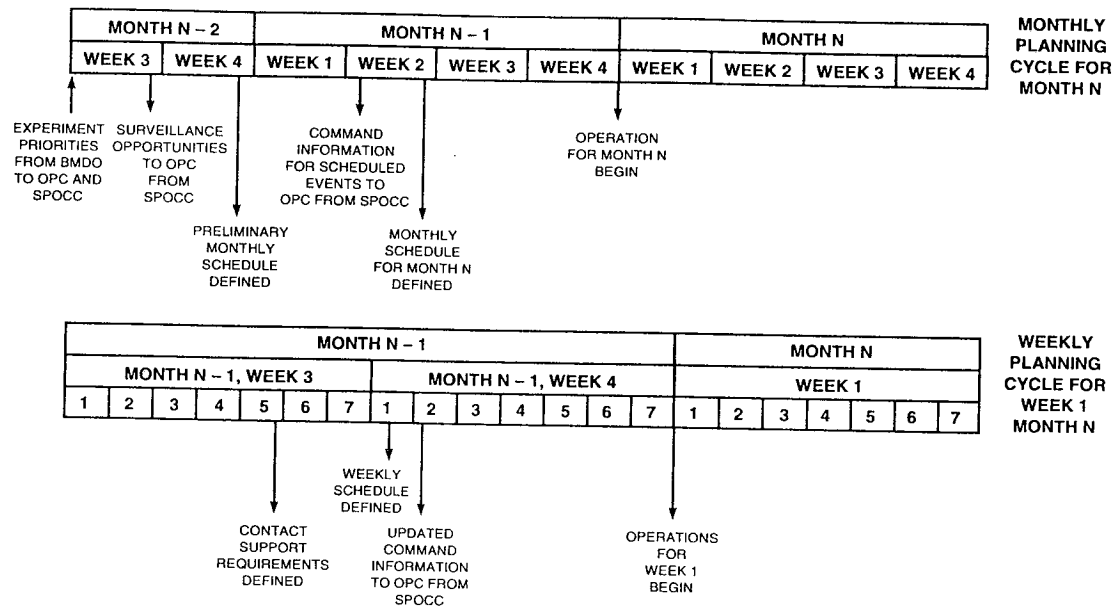 MONTH N – 2 MONTH N – 1 MONTH N
WEEK 3 WEEK 4 WEEK 1 WEEK 2 WEEK 3 WEEK 4 WEEK 1 WEEK 2 WEEK 3 WEEK 4
MONTHLY
PLANNING
CYCLE FOR
MONTH N
EXPERIMENT
PRIORITIES
FROM BMDO
TO OPC AND
SPOCC
SURVEILLANCE
OPPORTUNITIES
TO OPC
FROM
SPOCC
PRELIMINARY
MONTHLY
SCHEDULE
DEFINED
COMMAND
INFORMATION
FOR SCHEDULED
EVENTS TO
OPC FROM SPOCC
MONTHLY
SCHEDULE
FOR MONTH N
DEFINED
OPERATION
FOR MONTH N
BEGIN
MONTH N – 1 MONTH N
MONTH N – 1, WEEK 3 MONTH N – 1, WEEK 4 WEEK 1
1 2 3 4 5 6 7 1 2 3 4 5 6 7 1 2 3 4 5 6 7
WEEKLY
PLANNING
CYCLE FOR
WEEK 1
MONTH N
CONTACT
SUPPORT
REQUIREMENTS
DEFINED
WEEKLY
SCHEDULE
DEFINED
UPDATED
COMMAND
INFORMATION
TO OPC FROM
SPOCC
OPERATIONS
FOR
WEEK 1
BEGIN